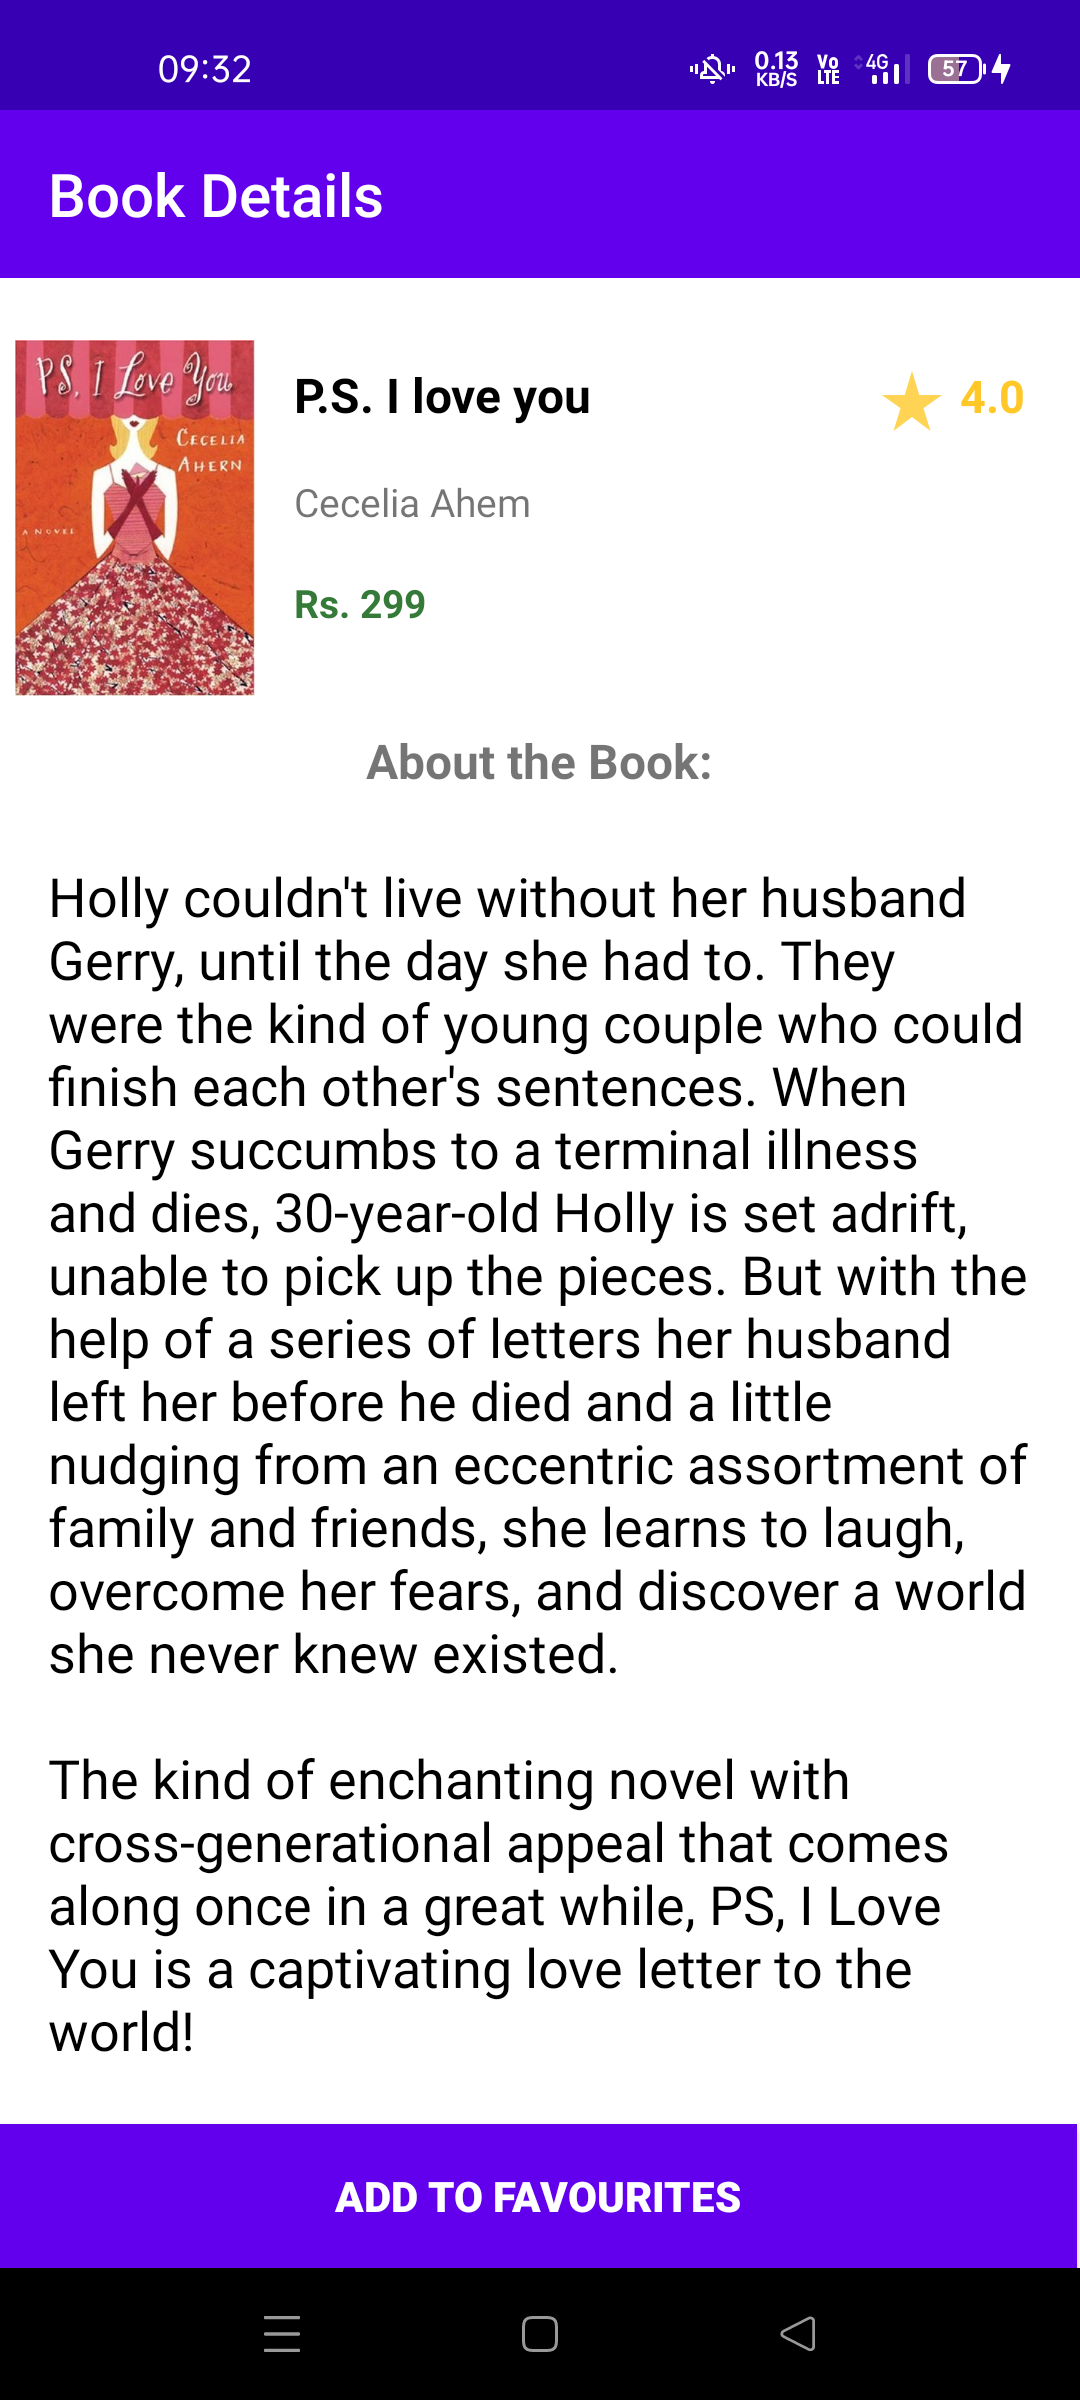 09:32
0.13
KB/S
Vo
LTE
4G
57
Book Details
PS, I Love You
CECELIA
AHERN
A NOVEL
P.S. I love you
4.0
Cecelia Ahem
Rs. 299
About the Book:
Holly couldn't live without her husband
Gerry, until the day she had to. They
were the kind of young couple who could
finish each other's sentences. When
Gerry succumbs to a terminal illness
and dies, 30-year-old Holly is set adrift,
unable to pick up the pieces. But with the
help of a series of letters her husband
left her before he died and a little
nudging from an eccentric assortment of
family and friends, she learns to laugh,
overcome her fears, and discover a world
she never knew existed.
The kind of enchanting novel with
cross-generational appeal that comes
along once in a great while, PS, I Love
You is a captivating love letter to the
world!
ADD TO FAVOURITES